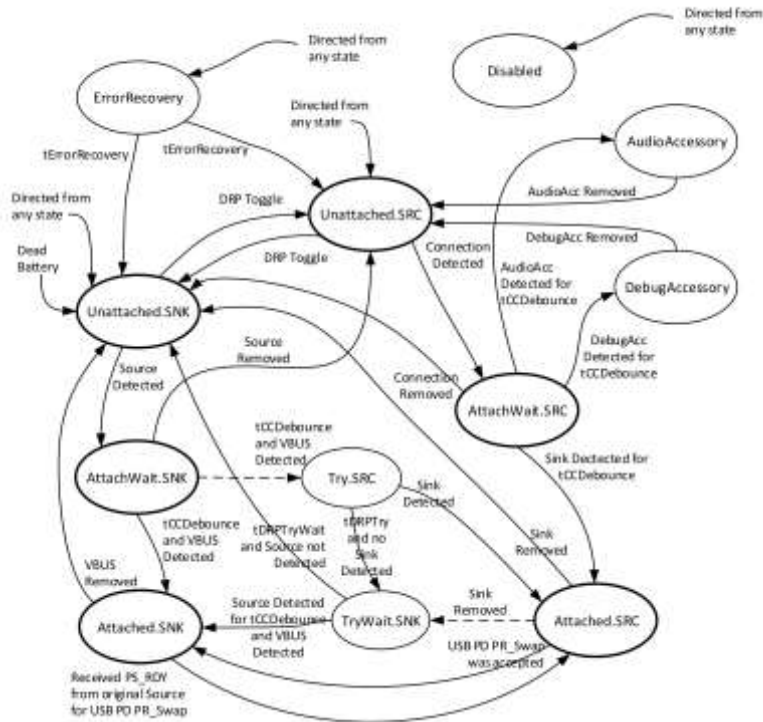 Directed from
any state
Directed from
any state
Disabled
ErrorRecovery
Directed from
any state
AudioAccessory
tErrorRecovery
tErrorRecovery
AudioAcc Removed
Directed from
any state
DRP Toggle
Unattached.SRC
DebugAcc Removed
Connection
Detected
Dead
Battery
DRP Toggle
AudioAcc
Detected for
tCCDebounce
DebugAccessory
Unattached.SNK
Source
Removed
DebugAcc
Detected for
tCCDebounce
Source
Detected
Connection
Removed
AttachWait.SRC
tCCDebounce
and VBUS
Detected
AttachWait.SNK
Try.SRC
Sink
Detected
Sink Dectected for
tCCDebounce
tCCDebounce
and VBUS
Detected
tDRPTryWait
and Source not
Detected
tDRPTry
and no
Sink
Detected
Sink
Removed
VBUS
Removed
Source Detected
for tCCDebounce
and VBUS
Detected
Sink
Removed
Attached.SNK
TryWait.SNK
Attached.SRC
USB PD PR_Swap
was accepted
Received PS_RDY
from original Source
for USB PD PR_Swap